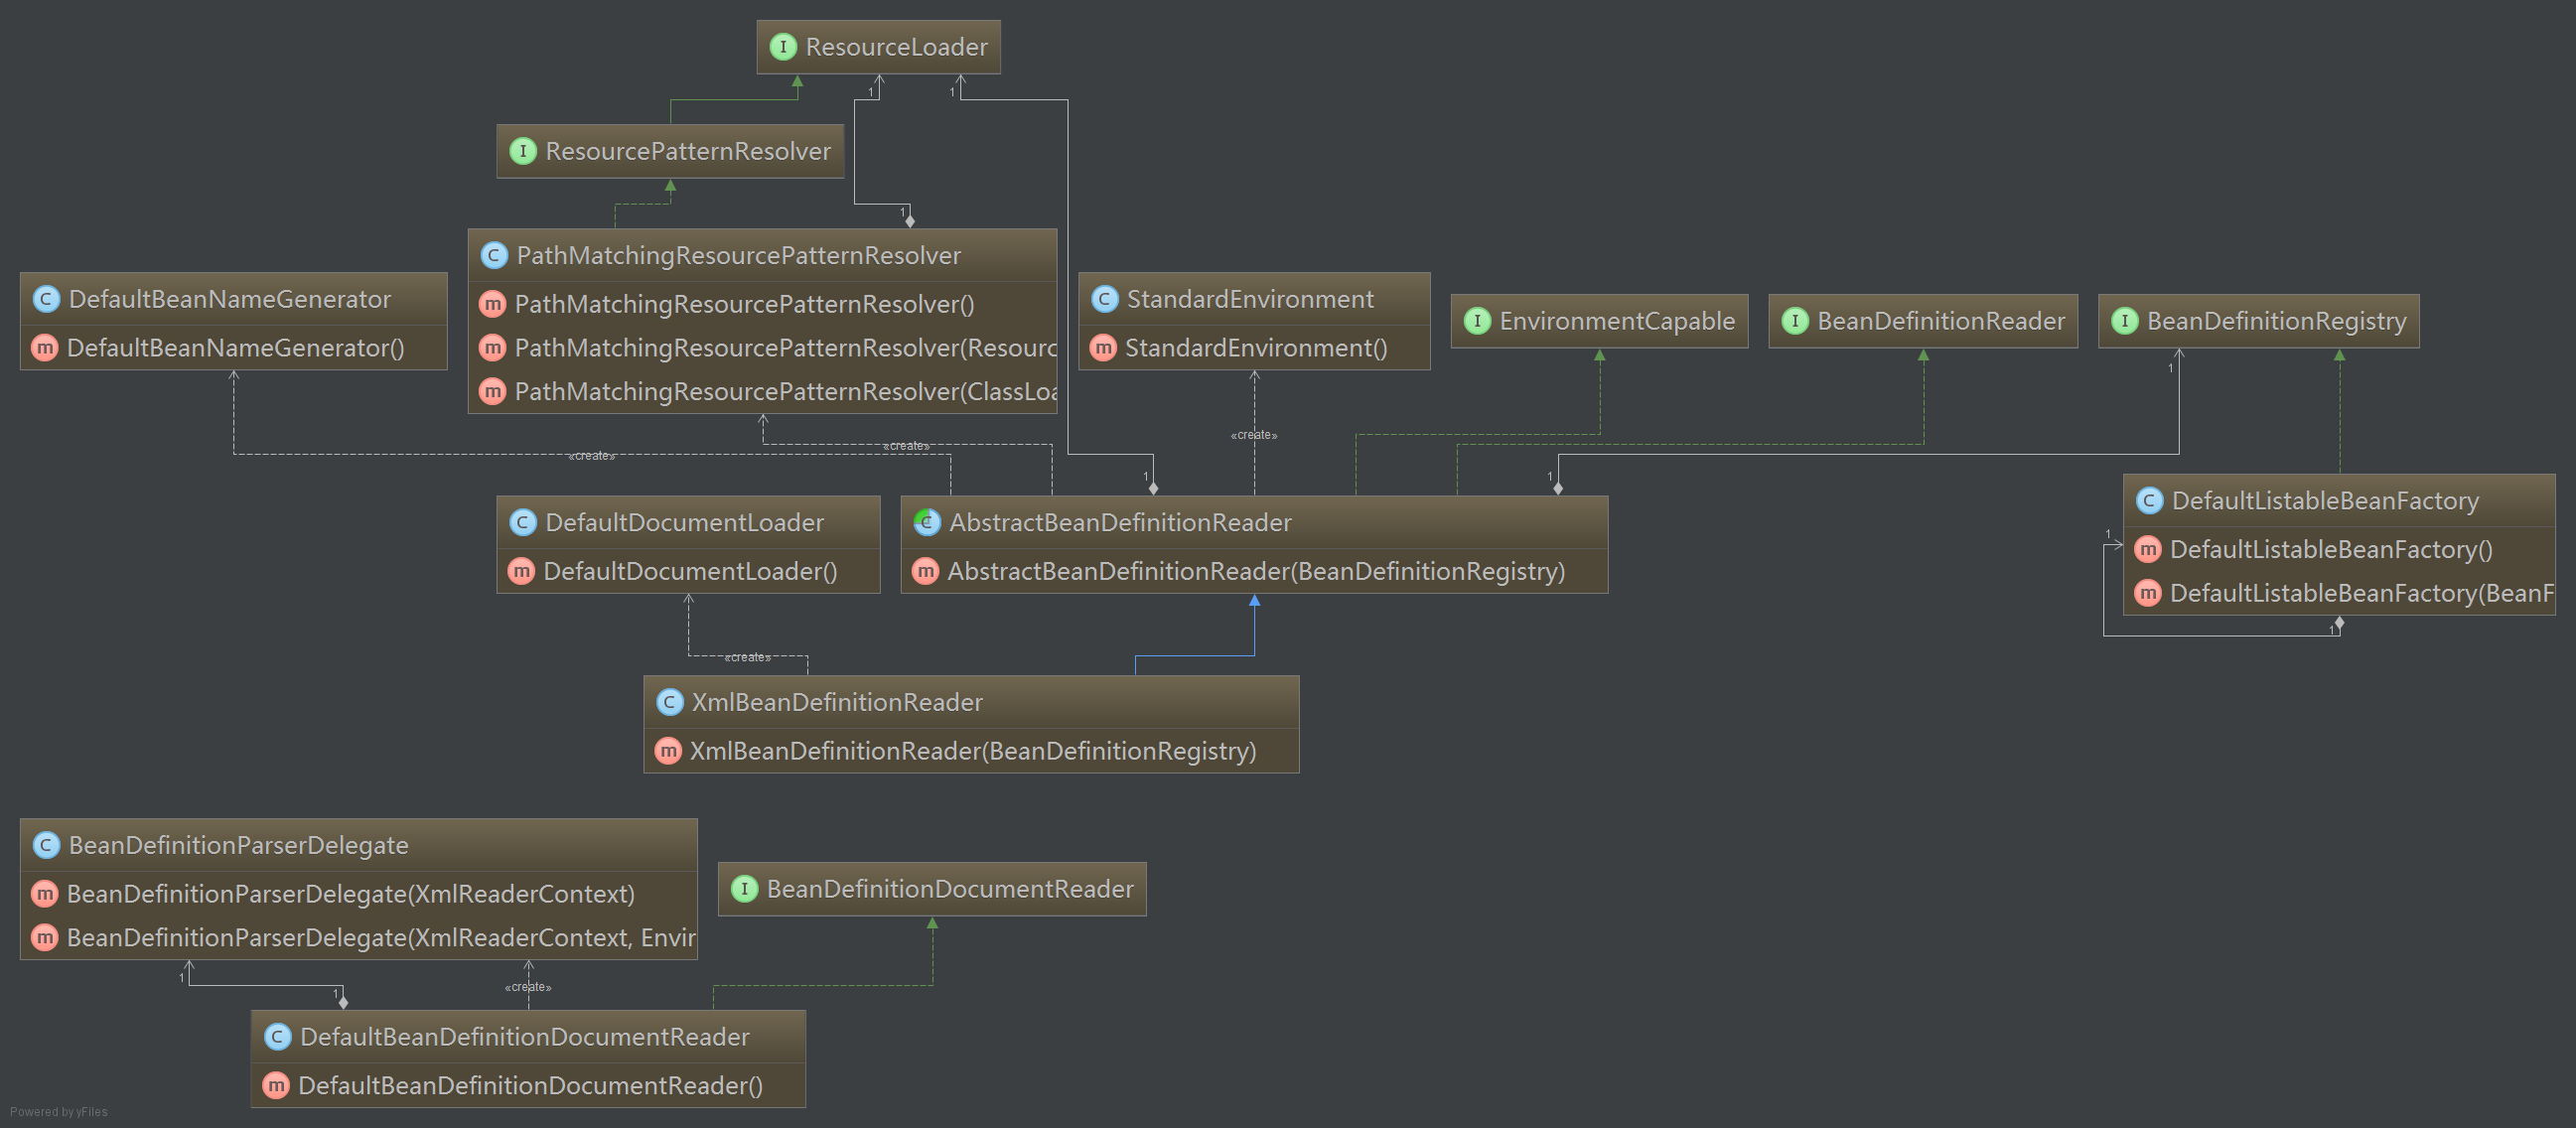 I ResourceLoader
1
1
I ResourcePatternResolver
1
C PathMatchingResourcePatternResolver
m PathMatchingResourcePatternResolver()
m PathMatchingResourcePatternResolver(Resourc
m PathMatchingResourcePatternResolver(ClassLoa
C DefaultBeanNameGenerator
m DefaultBeanNameGenerator()
C StandardEnvironment
m StandardEnvironment()
I EnvironmentCapable
I BeanDefinitionReader
I BeanDefinitionRegistry
1
«create»
«create»
«create»
1
1
C DefaultDocumentLoader
m DefaultDocumentLoader()
C AbstractBeanDefinitionReader
m AbstractBeanDefinitionReader(BeanDefinitionRegistry)
C DefaultListableBeanFactory
m DefaultListableBeanFactory()
m DefaultListableBeanFactory(BeanF
1
1
«create»
C XmlBeanDefinitionReader
m XmlBeanDefinitionReader(BeanDefinitionRegistry)
C BeanDefinitionParserDelegate
m BeanDefinitionParserDelegate(XmlReaderContext)
m BeanDefinitionParserDelegate(XmlReaderContext, Envir
I BeanDefinitionDocumentReader
1
1
«create»
C DefaultBeanDefinitionDocumentReader
m DefaultBeanDefinitionDocumentReader()
Powered by yFiles